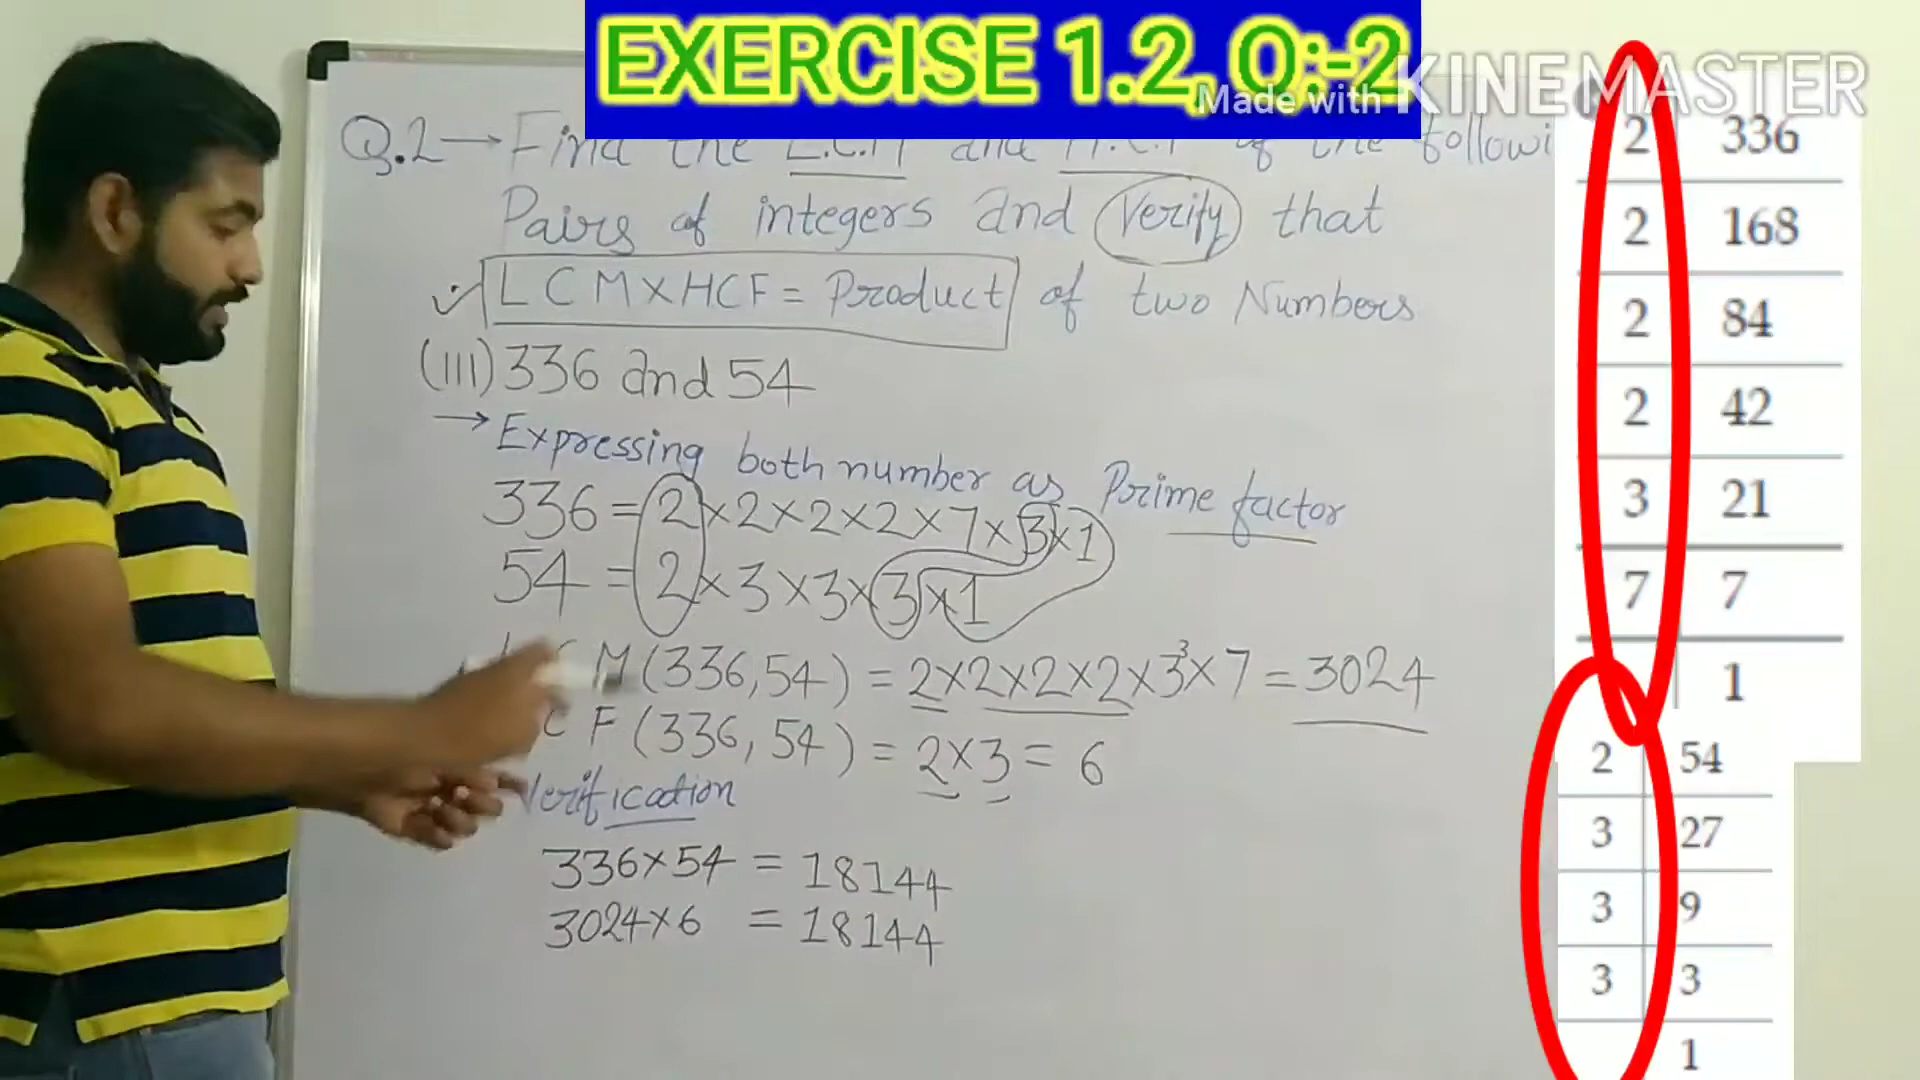 EXERCISE 1.2, Q:-2
Made with KINEMASTER
Q.2→ Find the L.C.M and H.C.F of the followi
Pairs of integers and Verify that
LCM×HCF = Product of two Numbers
(III) 336 and 54
→ Expressing both number as Prime factor
336 = 2×2×2×2×7×3×1
54 = 2×3×3×3×1
M (336,54) = 2×2×2×2×3³×7 = 3024
CF (336, 54) = 2×3 = 6
Verification
336×54 = 18144
3024×6 = 18144
2 336
2 168
2 84
2 42
3 21
7 7
1
2 54
3 27
3 9
3 3
1